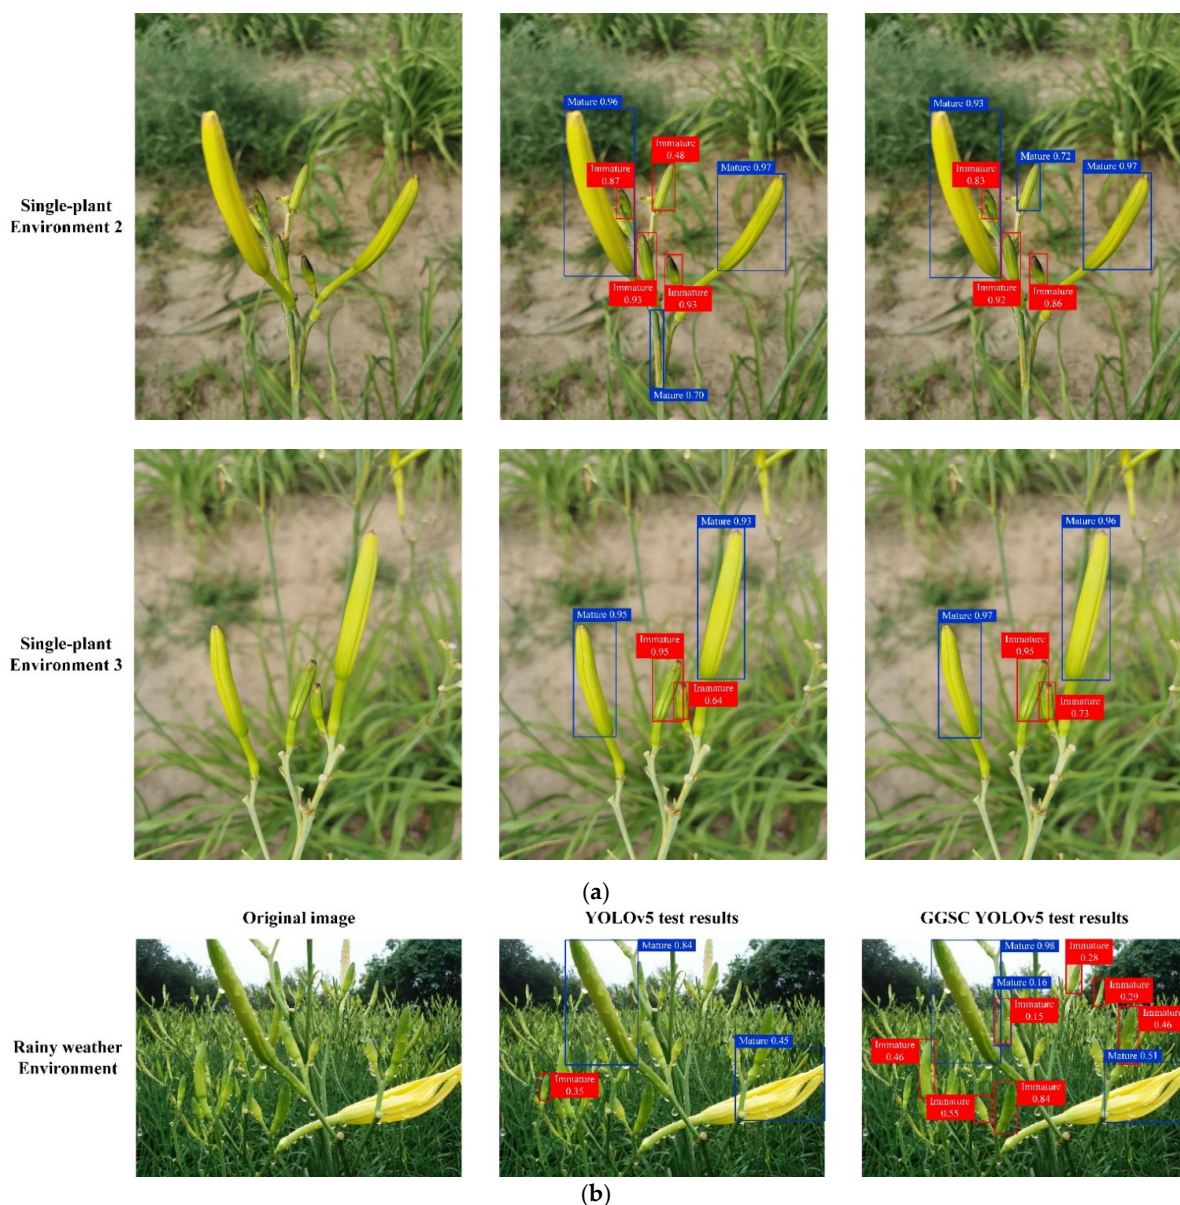 Single-plant
Environment 2
Mature 0.96
Immature
0.48
Immature
0.87
Mature 0.97
Immature
0.93
Immature
0.93
Mature 0.70
Mature 0.93
Mature 0.72
Immature
0.83
Mature 0.97
Immature
0.92
Immature
0.86
Single-plant
Environment 3
Mature 0.93
Mature 0.95
Immature
0.95
Immature
0.64
Mature 0.96
Mature 0.97
Immature
0.95
Immature
0.73
(a)
Original image
YOLOv5 test results
GGSC YOLOv5 test results
Rainy weather
Environment
Mature 0.84
Mature 0.45
Immature
0.35
Mature 0.98
Immature
0.28
Mature 0.16
Immature
0.29
Immature
0.15
Immature
0.46
Immature
0.46
Mature 0.51
Immature
0.84
Immature
0.55
(b)